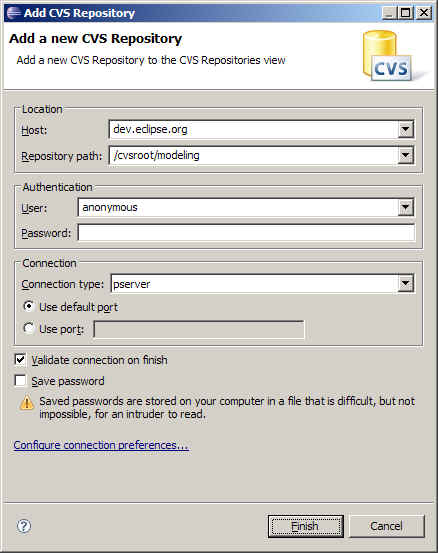 Add CVS Repository
Add a new CVS Repository
Add a new CVS Repository to the CVS Repositories view
CVS
Location
Host: dev.eclipse.org
Repository path: /cvsroot/modeling
Authentication
User: anonymous
Password:
Connection
Connection type: pserver
Use default port
Use port:
Validate connection on finish
Save password
Saved passwords are stored on your computer in a file that is difficult, but not
impossible, for an intruder to read.
Configure connection preferences...
? Finish Cancel